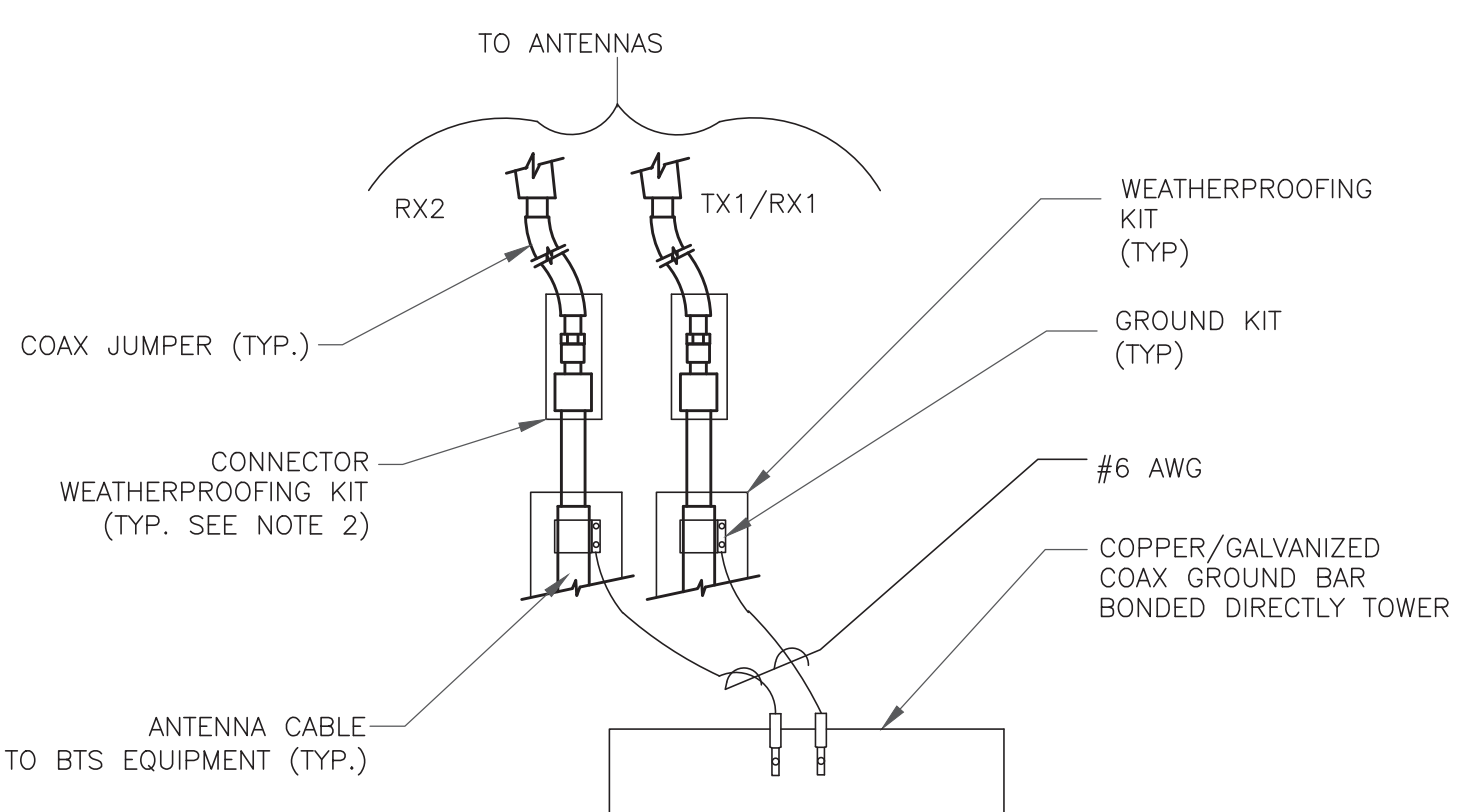 TO ANTENNAS
RX2
TX1/RX1
WEATHERPROOFING
KIT
(TYP)
GROUND KIT
(TYP)
COAX JUMPER (TYP.)
CONNECTOR
WEATHERPROOFING KIT
(TYP. SEE NOTE 2)
#6 AWG
COPPER/GALVANIZED
COAX GROUND BAR
BONDED DIRECTLY TOWER
ANTENNA CABLE
TO BTS EQUIPMENT (TYP.)